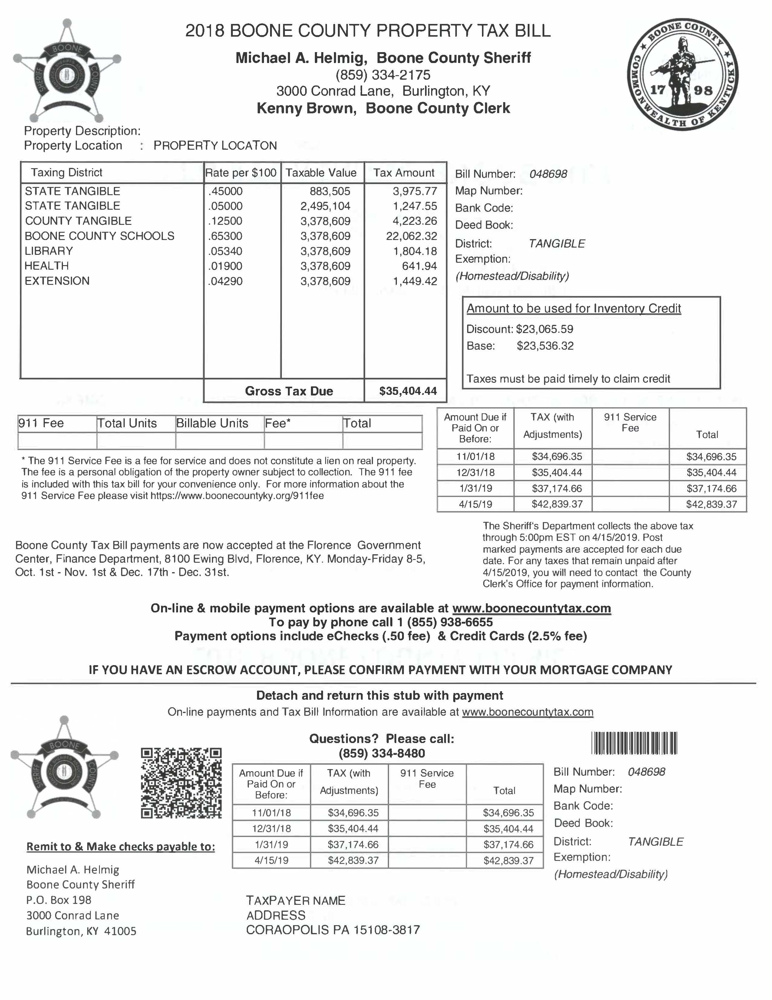 2018 BOONE COUNTY PROPERTY TAX BILL
Michael A. Helmig, Boone County Sheriff
(859) 334-2175
3000 Conrad Lane, Burlington, KY
Kenny Brown, Boone County Clerk
BOONE
SHERIFF
COUNTY
BOONE COUNTY
COMMONWEALTH OF KENTUCKY
17 98
Property Description:
Property Location : PROPERTY LOCATON
Taxing District Rate per $100 Taxable Value Tax Amount
STATE TANGIBLE .45000 883,505 3,975.77
STATE TANGIBLE .05000 2,495,104 1,247.55
COUNTY TANGIBLE .12500 3,378,609 4,223.26
BOONE COUNTY SCHOOLS .65300 3,378,609 22,062.32
LIBRARY .05340 3,378,609 1,804.18
HEALTH .01900 3,378,609 641.94
EXTENSION .04290 3,378,609 1,449.42
Gross Tax Due $35,404.44
Bill Number: 048698
Map Number:
Bank Code:
Deed Book:
District: TANGIBLE
Exemption:
(Homestead/Disability)
Amount to be used for Inventory Credit
Discount: $23,065.59
Base: $23,536.32
Taxes must be paid timely to claim credit
911 Fee Total Units Billable Units Fee* Total
* The 911 Service Fee is a fee for service and does not constitute a lien on real property.
The fee is a personal obligation of the property owner subject to collection. The 911 fee
is included with this tax bill for your convenience only. For more information about the
911 Service Fee please visit https://www.boonecountyky.org/911fee
Amount Due if Paid On or Before: TAX (with Adjustments) 911 Service Fee Total
11/01/18 $34,696.35 $34,696.35
12/31/18 $35,404.44 $35,404.44
1/31/19 $37,174.66 $37,174.66
4/15/19 $42,839.37 $42,839.37
The Sheriff's Department collects the above tax
through 5:00pm EST on 4/15/2019. Post
marked payments are accepted for each due
date. For any taxes that remain unpaid after
4/15/2019, you will need to contact the County
Clerk's Office for payment information.
Boone County Tax Bill payments are now accepted at the Florence Government
Center, Finance Department, 8100 Ewing Blvd, Florence, KY. Monday-Friday 8-5,
Oct. 1st - Nov. 1st & Dec. 17th - Dec. 31st.
On-line & mobile payment options are available at www.boonecountytax.com
To pay by phone call 1 (855) 938-6655
Payment options include eChecks (.50 fee) & Credit Cards (2.5% fee)
IF YOU HAVE AN ESCROW ACCOUNT, PLEASE CONFIRM PAYMENT WITH YOUR MORTGAGE COMPANY
Detach and return this stub with payment
On-line payments and Tax Bill Information are available at www.boonecountytax.com
BOONE
SHERIFF
COUNTY
Questions? Please call:
(859) 334-8480
Amount Due if Paid On or Before: TAX (with Adjustments) 911 Service Fee Total
11/01/18 $34,696.35 $34,696.35
12/31/18 $35,404.44 $35,404.44
1/31/19 $37,174.66 $37,174.66
4/15/19 $42,839.37 $42,839.37
Bill Number: 048698
Map Number:
Bank Code:
Deed Book:
District: TANGIBLE
Exemption:
(Homestead/Disability)
Remit to & Make checks payable to:
Michael A. Helmig
Boone County Sheriff
P.O. Box 198
3000 Conrad Lane
Burlington, KY 41005
TAXPAYER NAME
ADDRESS
CORAOPOLIS PA 15108-3817